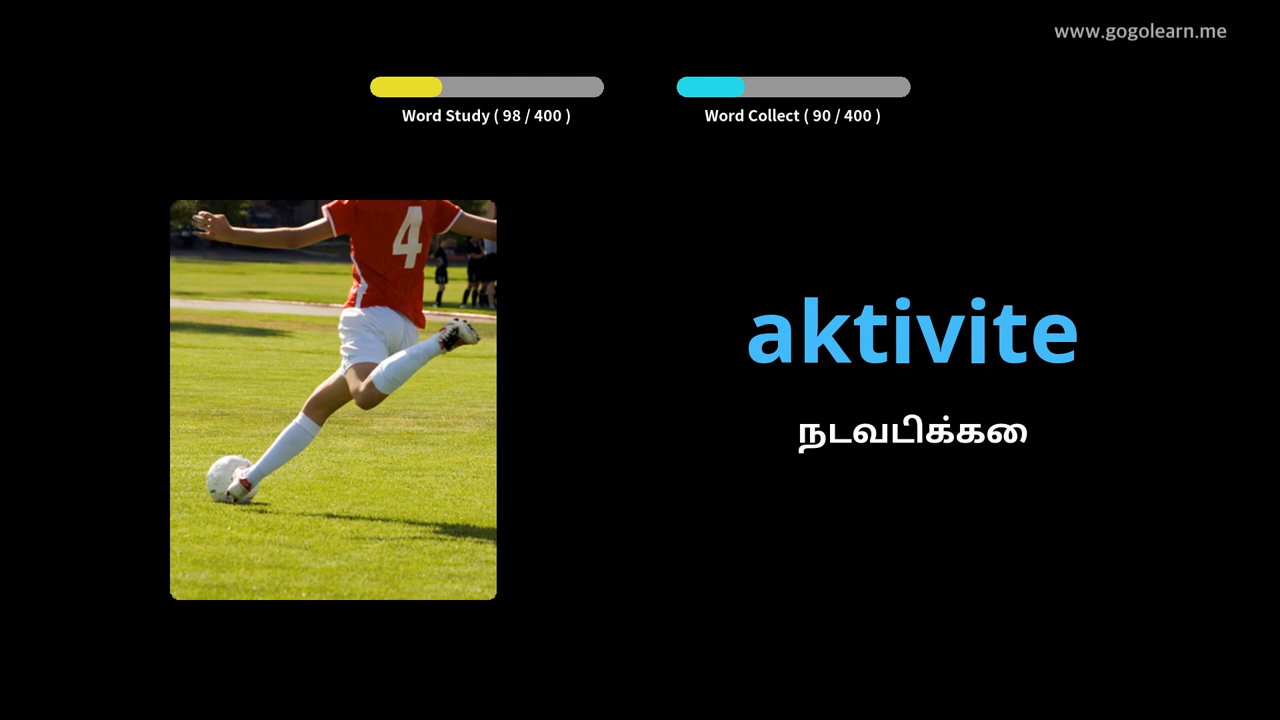 www.gogolearn.me
Word Study ( 98 / 400 )
Word Collect ( 90 / 400 )
4
aktivite
நடவடிக்கை